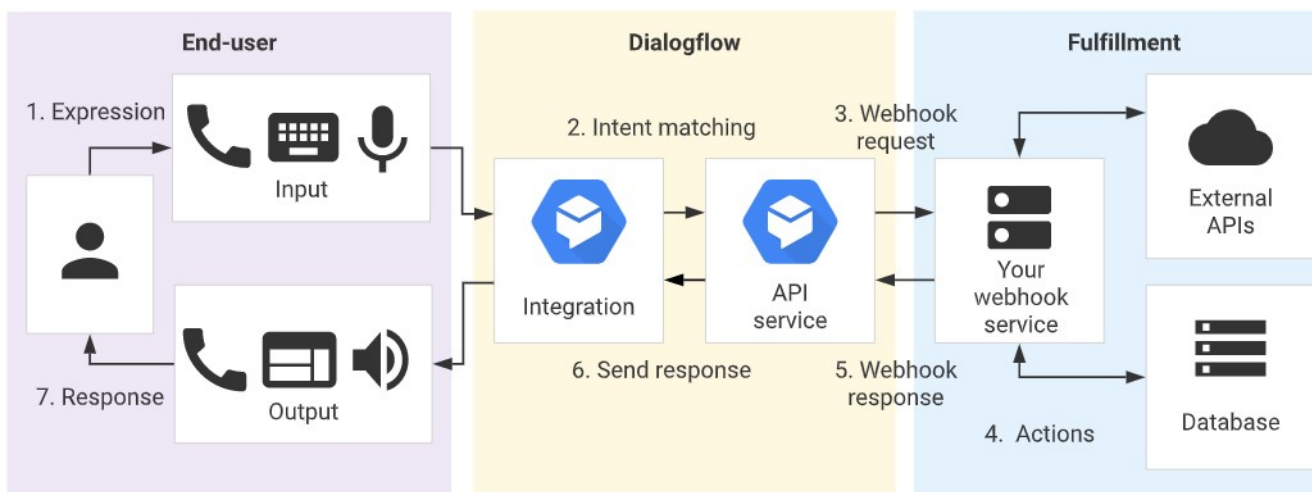 End-user
Dialogflow
Fulfillment
1. Expression
Input
2. Intent matching
3. Webhook
request
External
APIs
Integration
API
service
Your
webhook
service
7. Response
Output
6. Send response
5. Webhook
response
4. Actions
Database